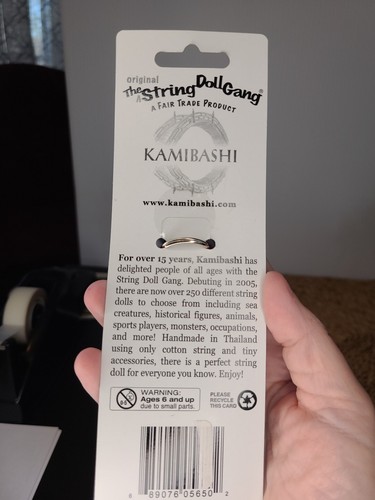 original
The String Doll Gang®
A FAIR TRADE PRODUCT
KAMIBASHI
www.kamibashi.com
For over 15 years, Kamibashi has
delighted people of all ages with the
String Doll Gang. Debuting in 2005,
there are now over 250 different string
dolls to choose from including sea
creatures, historical figures, animals,
sports players, monsters, occupations,
and more! Handmade in Thailand
using only cotton string and tiny
accessories, there is a perfect string
doll for everyone you know. Enjoy!
WARNING:
Ages 6 and up
due to small parts.
PLEASE
RECYCLE
THIS CARD
8 89076 05650 2